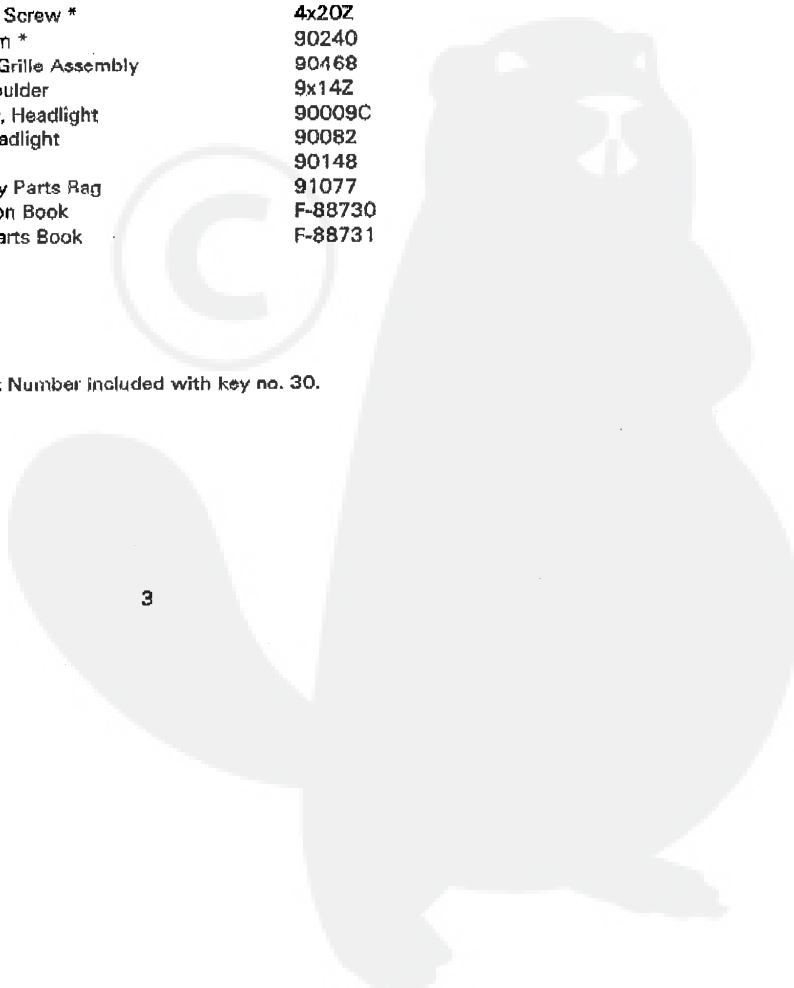 Screw * 4x20Z
n * 90240
Grille Assembly 90468
oulder 9x14Z
, Headlight 90009C
adlight 90082
90148
y Parts Bag 91077
on Book F-88730
arts Book F-88731
©
t Number included with key no. 30.
3